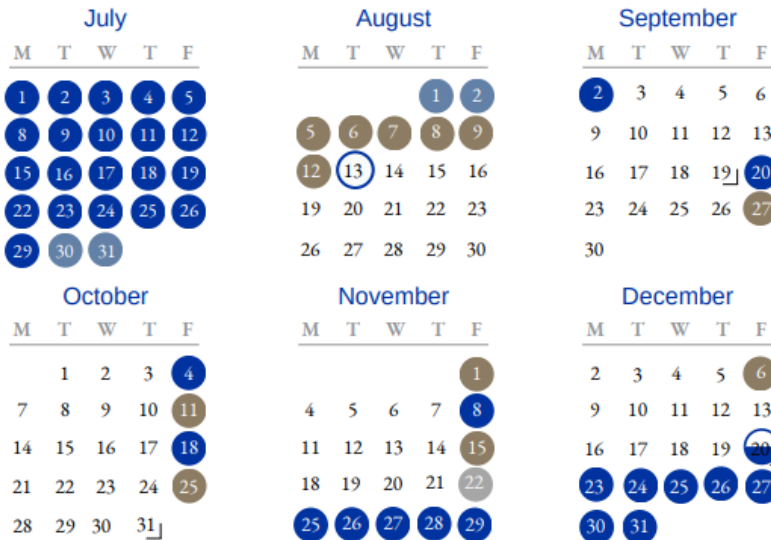 July
M T W T F
1 2 3 4 5
8 9 10 11 12
15 16 17 18 19
22 23 24 25 26
29 30 31
August
M T W T F
1 2
5 6 7 8 9
12 13 14 15 16
19 20 21 22 23
26 27 28 29 30
September
M T W T F
2 3 4 5 6
9 10 11 12 13
16 17 18 19 20
23 24 25 26 27
30
October
M T W T F
1 2 3 4
7 8 9 10 11
14 15 16 17 18
21 22 23 24 25
28 29 30 31
November
M T W T F
1
4 5 6 7 8
11 12 13 14 15
18 19 20 21 22
25 26 27 28 29
December
M T W T F
2 3 4 5 6
9 10 11 12 13
16 17 18 19 20
23 24 25 26 27
30 31